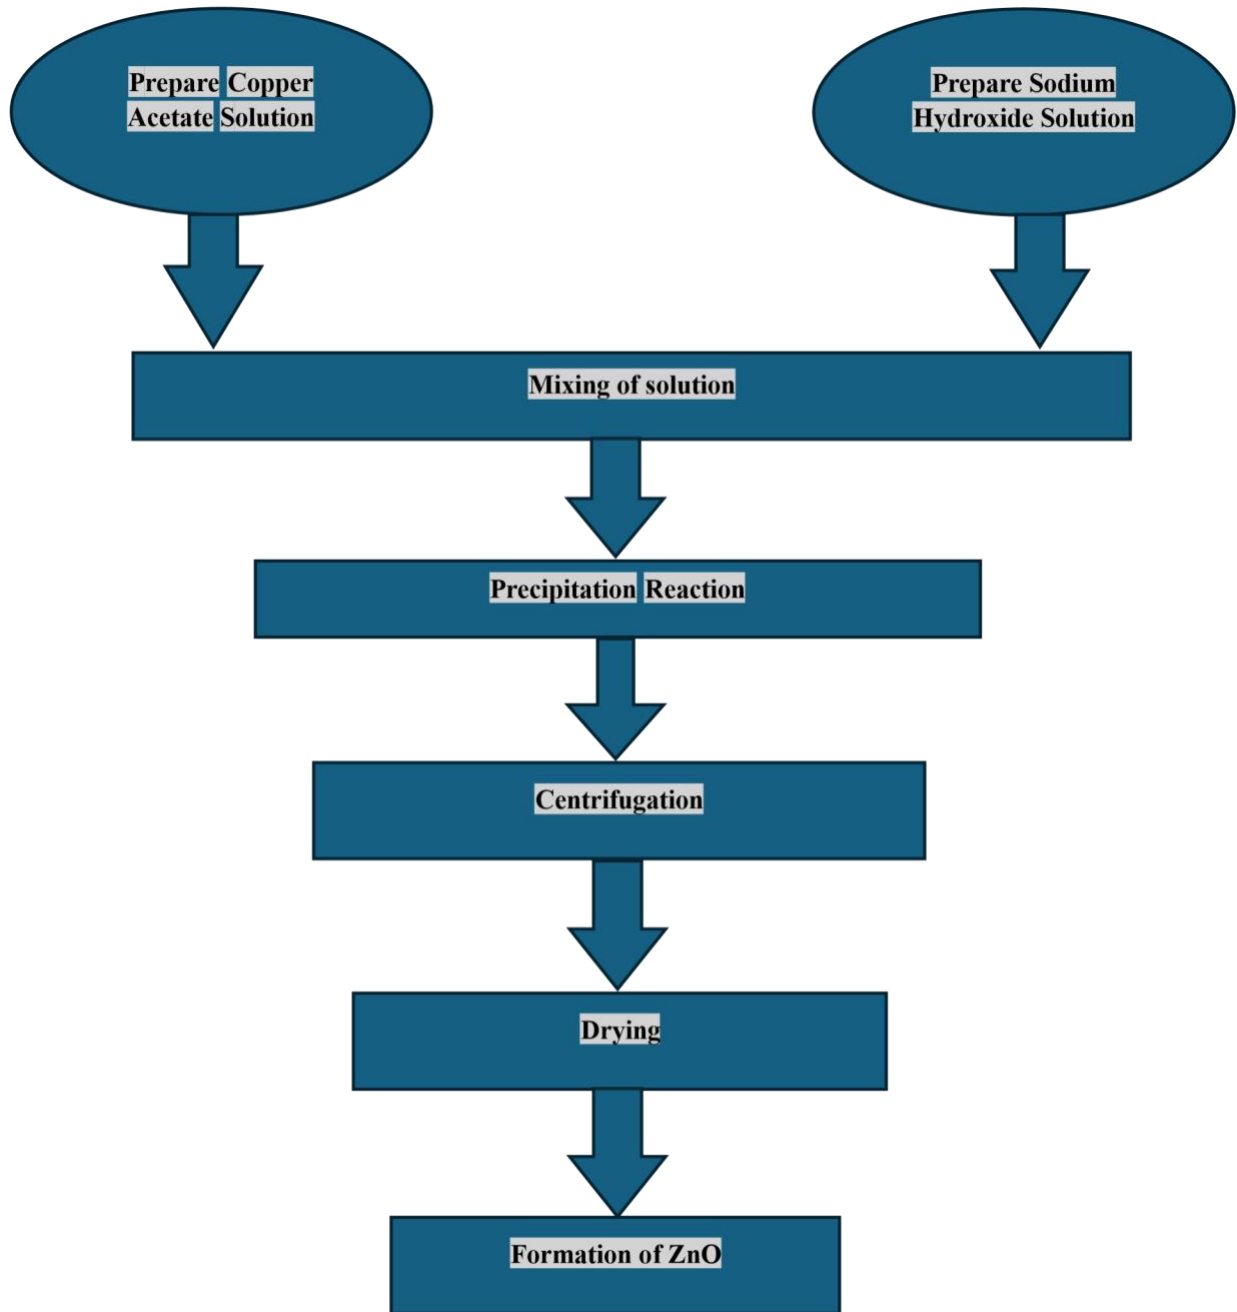 Prepare Copper
Acetate Solution
Prepare Sodium
Hydroxide Solution
Mixing of solution
Precipitation Reaction
Centrifugation
Drying
Formation of ZnO